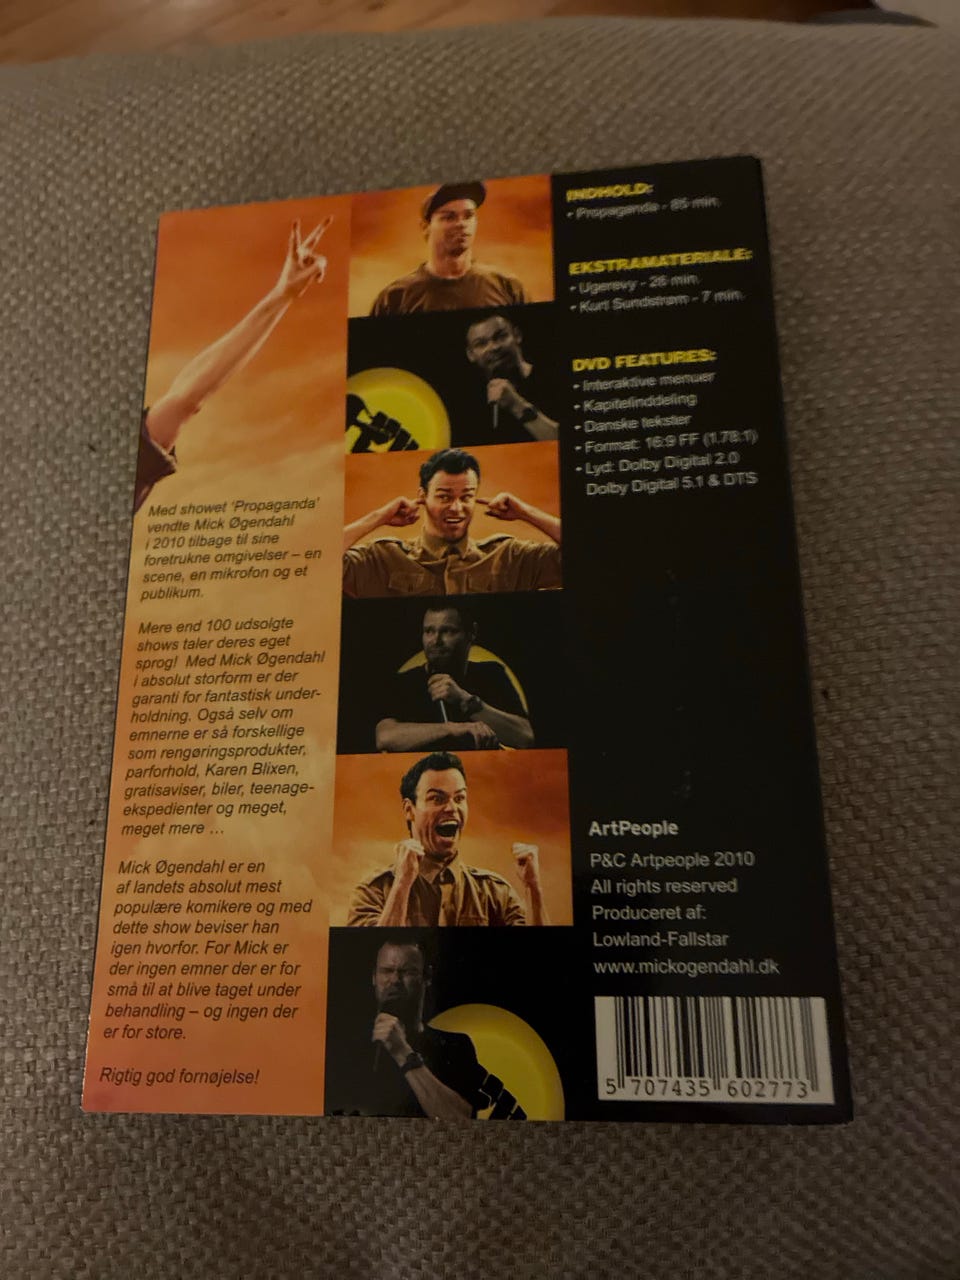 Med showet 'Propaganda'
vendte Mick Øgendahl
i 2010 tilbage til sine
foretrukne omgivelser – en
scene, en mikrofon og et
publikum.
Mere end 100 udsolgte
shows taler deres eget
sprog! Med Mick Øgendahl
i absolut storform er der
garanti for fantastisk under-
holdning. Også selv om
emnerne er så forskellige
som rengøringsprodukter,
parforhold, Karen Blixen,
gratisaviser, biler, teenage-
ekspedienter og meget,
meget mere ...
Mick Øgendahl er en
af landets absolut mest
populære komikere og med
dette show beviser han
igen hvorfor. For Mick er
der ingen emner der er for
små til at blive taget under
behandling – og ingen der
er for store.
Rigtig god fornøjelse!
INDHOLD:
• Propaganda - 85 min.
EKSTRAMATERIALE:
• Ugerevy - 26 min.
• Kurt Sundstrøm - 7 min.
DVD FEATURES:
• Interaktive menuer
• Kapitelinddeling
• Danske tekster
• Format: 16:9 FF (1.78:1)
• Lyd: Dolby Digital 2.0
Dolby Digital 5.1 & DTS
ArtPeople
P&C Artpeople 2010
All rights reserved
Produceret af:
Lowland-Fallstar
www.mickogendahl.dk
5 707435 602773